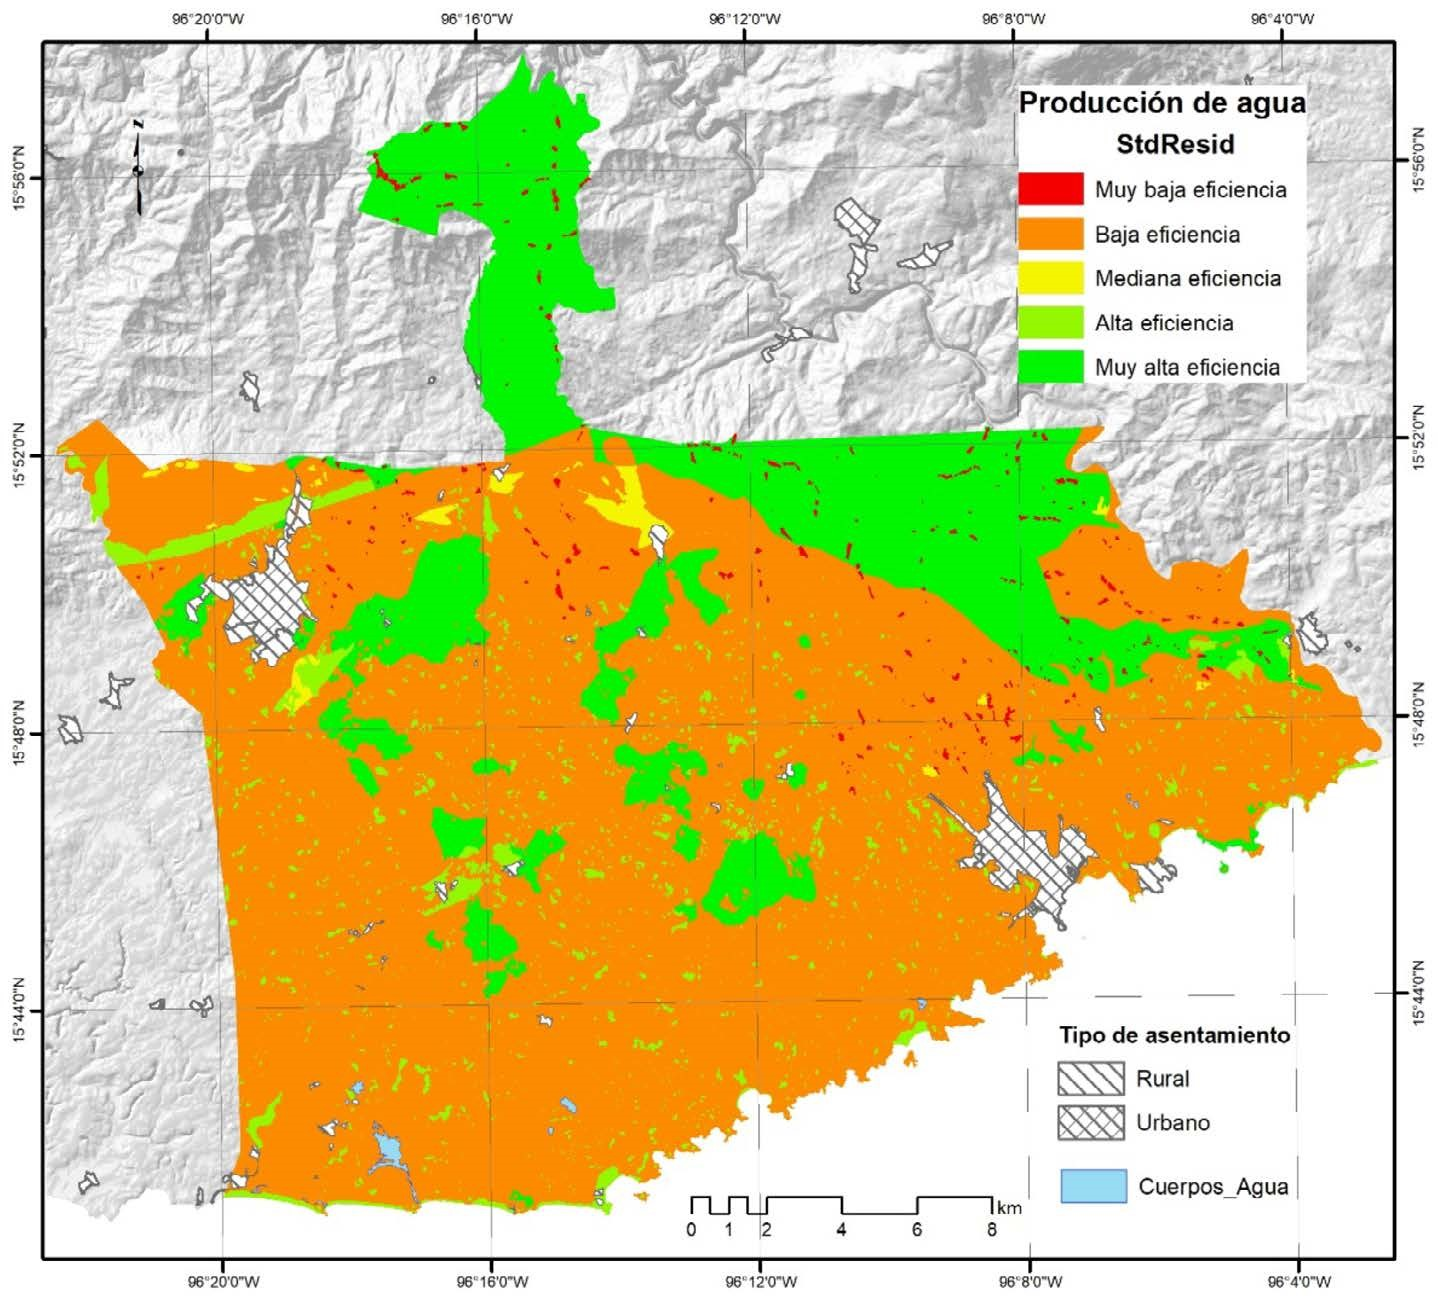 96°20'0"W 96°16'0"W 96°12'0"W 96°8'0"W 96°4'0"W
Z
Producción de agua
StdResid
Muy baja eficiencia
Baja eficiencia
Mediana eficiencia
Alta eficiencia
Muy alta eficiencia
15°56'0"N 15°56'0"N
15°52'0"N 15°52'0"N
15°48'0"N 15°48'0"N
15°44'0"N 15°44'0"N
Tipo de asentamiento
Rural
Urbano
Cuerpos_Agua
km
0 1 2 4 6 8
96°20'0"W 96°16'0"W 96°12'0"W 96°8'0"W 96°4'0"W